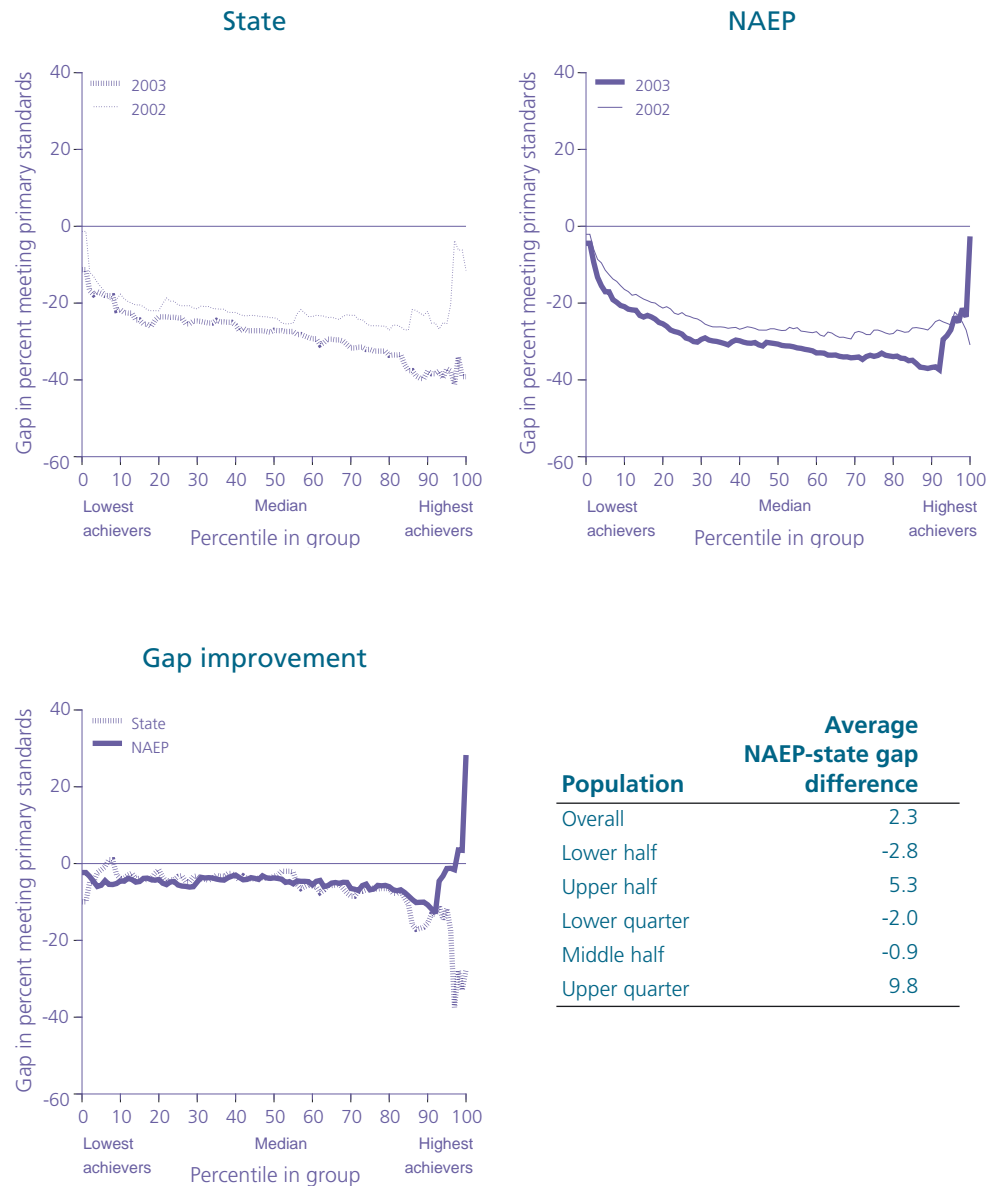 State
Gap in percent meeting primary standards
40
20
0
-20
-40
-60
2003
2002
0 10 20 30 40 50 60 70 80 90 100
Lowest achievers
Median
Highest achievers
Percentile in group
NAEP
Gap in percent meeting primary standards
40
20
0
-20
-40
-60
2003
2002
0 10 20 30 40 50 60 70 80 90 100
Lowest achievers
Median
Highest achievers
Percentile in group
Gap improvement
Gap in percent meeting primary standards
40
20
0
-20
-40
-60
State
NAEP
0 10 20 30 40 50 60 70 80 90 100
Lowest achievers
Median
Highest achievers
Percentile in group
Population Average NAEP-state gap difference
Overall 2.3
Lower half -2.8
Upper half 5.3
Lower quarter -2.0
Middle half -0.9
Upper quarter 9.8